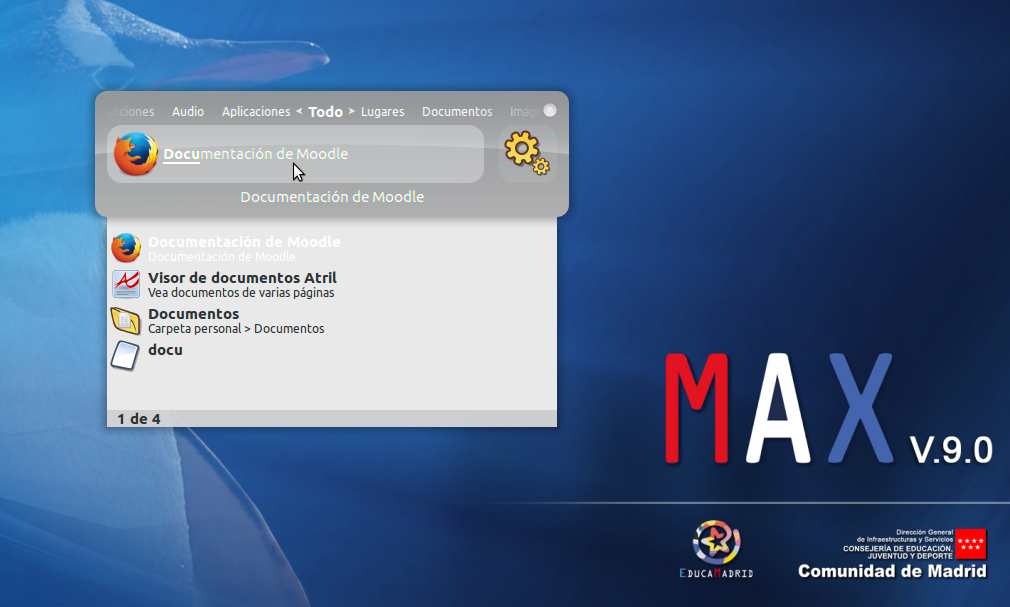 cciones Audio Aplicaciones < Todo > Lugares Documentos Imág
Documentación de Moodle
Documentación de Moodle
Documentación de Moodle
Documentación de Moodle
Visor de documentos Atril
Vea documentos de varias páginas
Documentos
Carpeta personal > Documentos
docu
1 de 4
MAX V.9.0
EDUCAMADRID
Dirección General
de Infraestructuras y Servicios
CONSEJERÍA DE EDUCACIÓN,
JUVENTUD Y DEPORTE
Comunidad de Madrid